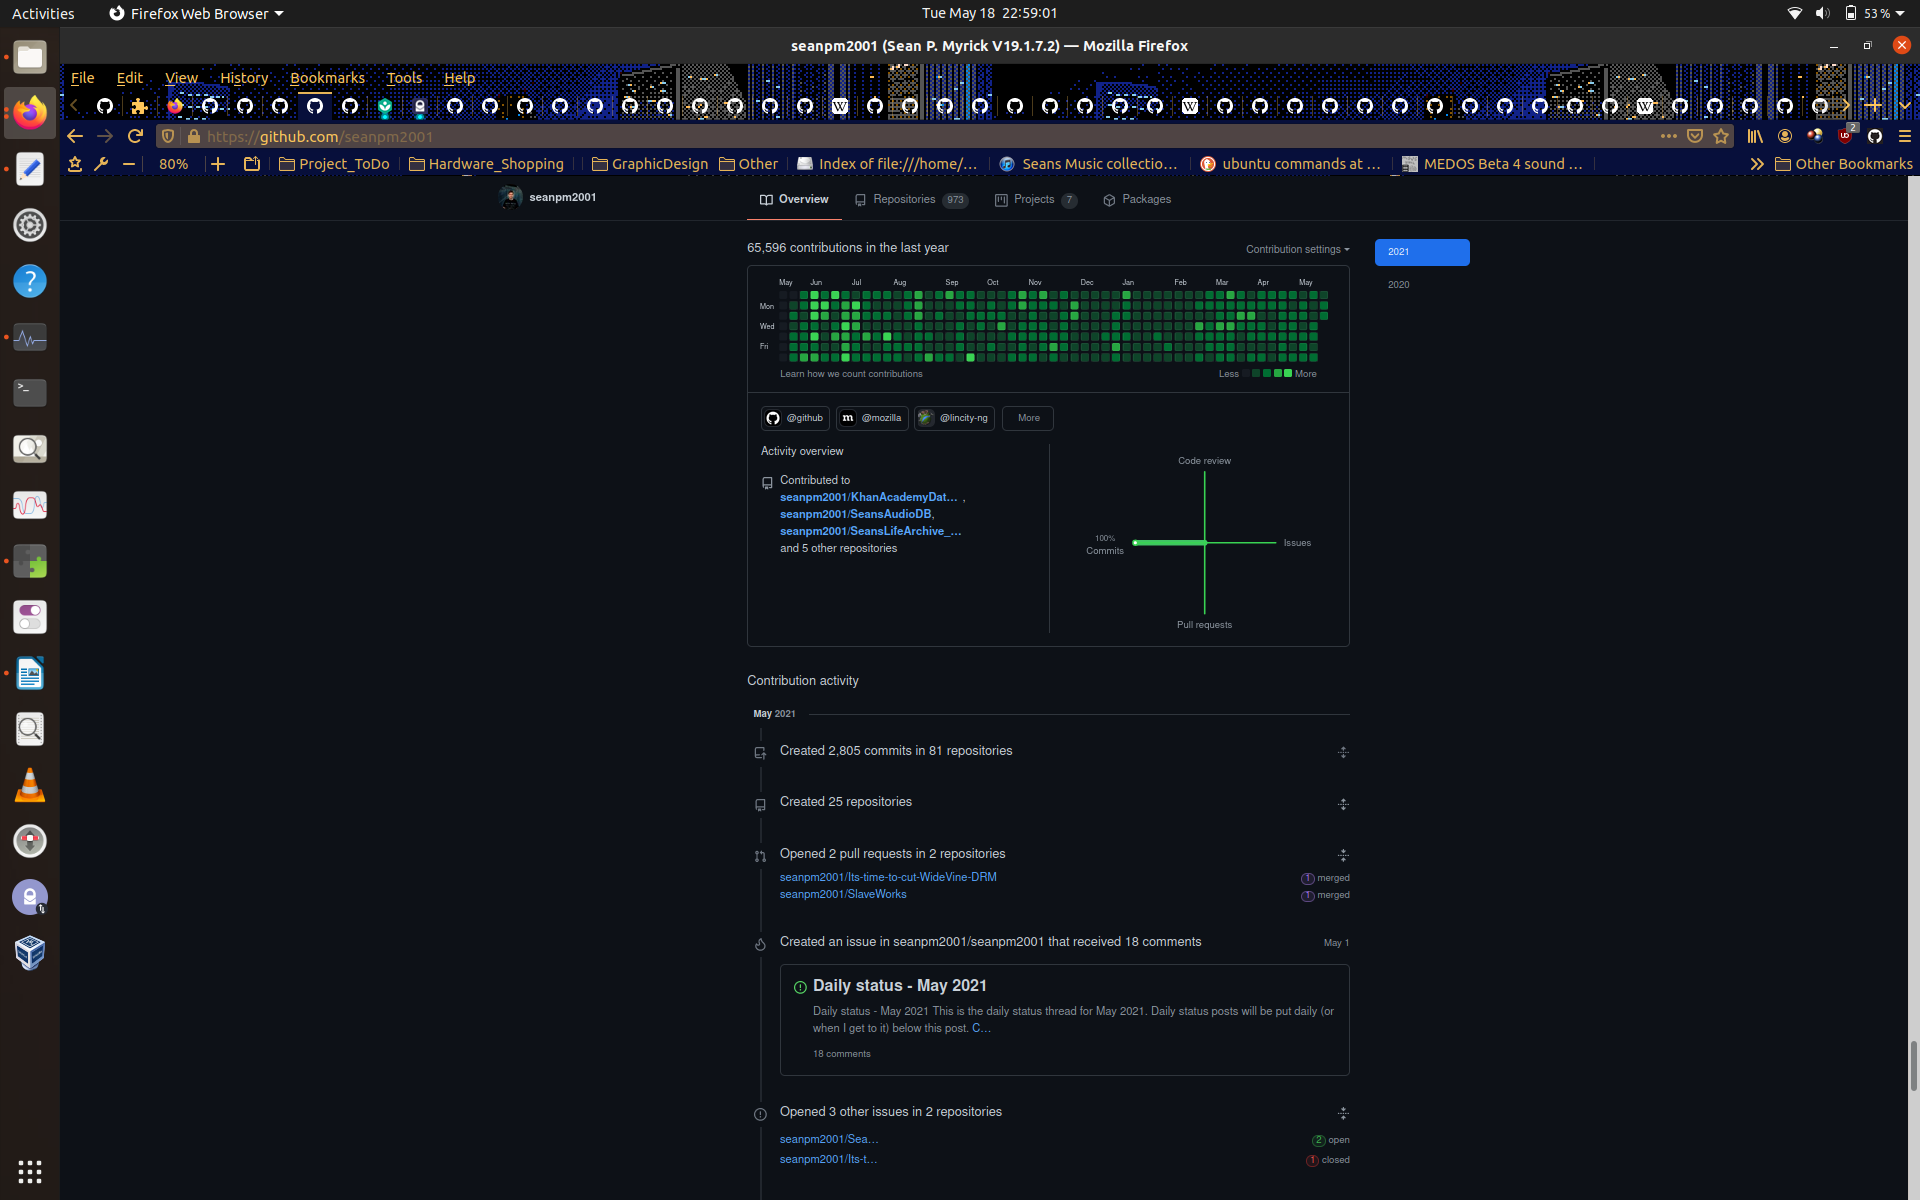 Activities
Firefox Web Browser
Tue May 18 22:59:01
53 %
seanpm2001 (Sean P. Myrick V19.1.7.2) — Mozilla Firefox
File Edit View History Bookmarks Tools Help
https://github.com/seanpm2001
2
80%
Project_ToDo
Hardware_Shopping
GraphicDesign
Other
Index of file:///home/…
Seans Music collectio…
ubuntu commands at …
MEDOS Beta 4 sound …
Other Bookmarks
seanpm2001
Overview
Repositories 973
Projects 7
Packages
65,596 contributions in the last year
Contribution settings
2021
2020
May Jun Jul Aug Sep Oct Nov Dec Jan Feb Mar Apr May
Mon
Wed
Fri
Learn how we count contributions
Less More
@github
@mozilla
@lincity-ng
More
Activity overview
Contributed to
seanpm2001/KhanAcademyDat… ,
seanpm2001/SeansAudioDB,
seanpm2001/SeansLifeArchive_…
and 5 other repositories
Code review
100%
Commits
Issues
Pull requests
Contribution activity
May 2021
Created 2,805 commits in 81 repositories
Created 25 repositories
Opened 2 pull requests in 2 repositories
seanpm2001/Its-time-to-cut-WideVine-DRM 1 merged
seanpm2001/SlaveWorks 1 merged
Created an issue in seanpm2001/seanpm2001 that received 18 comments May 1
Daily status - May 2021
Daily status - May 2021 This is the daily status thread for May 2021. Daily status posts will be put daily (or
when I get to it) below this post. C…
18 comments
Opened 3 other issues in 2 repositories
seanpm2001/Sea… 2 open
seanpm2001/Its-t… 1 closed